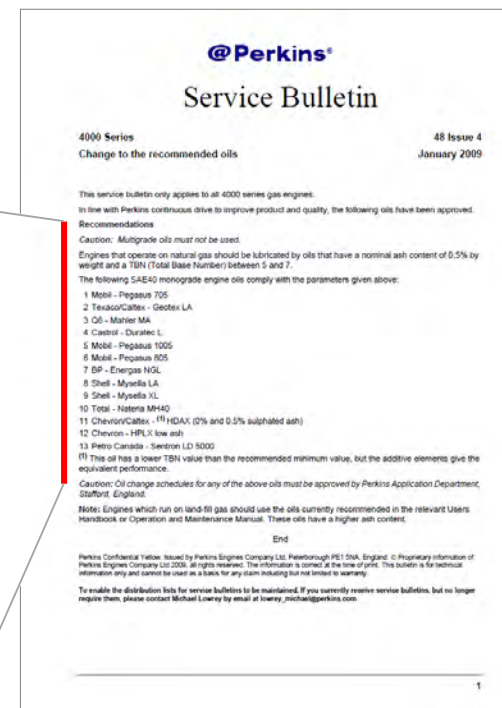 @Perkins®
Service Bulletin
4000 Series 48 Issue 4
Change to the recommended oils January 2009
This service bulletin only applies to all 4000 series gas engines.
In line with Perkins continuous drive to improve product and quality, the following oils have been approved.
Recommendations
Caution: Multigrade oils must not be used.
Engines that operate on natural gas should be lubricated by oils that have a nominal ash content of 0.5% by
weight and a TBN (Total Base Number) between 5 and 7.
The following SAE40 monograde engine oils comply with the parameters given above:
1 Mobil - Pegasus 705
2 Texaco/Caltex - Geotex LA
3 Q8 - Mahler MA
4 Castrol - Duratec L
5 Mobil - Pegasus 1005
6 Mobil - Pegasus 805
7 BP - Energas NGL
8 Shell - Mysella LA
9 Shell - Mysella XL
10 Total - Nateria MH40
11 Chevron/Caltex - (1) HDAX (0% and 0.5% sulphated ash)
12 Chevron - HPLX low ash
13 Petro Canada - Sentron LD 5000
(1) This oil has a lower TBN value than the recommended minimum value, but the additive elements give the
equivalent performance.
Caution: Oil change schedules for any of the above oils must be approved by Perkins Application Department,
Stafford, England.
Note: Engines which run on land-fill gas should use the oils currently recommended in the relevant Users
Handbook or Operation and Maintenance Manual. These oils have a higher ash content.
End
Perkins Confidential Yellow. Issued by Perkins Engines Company Ltd, Peterborough PE1 5NA, England. © Proprietary information of
Perkins Engines Company Ltd 2009, all rights reserved. The information is correct at the time of print. This bulletin is for technical
information only and cannot be used as a basis for any claim including but not limited to warranty.
To enable the distribution lists for service bulletins to be maintained. If you currently receive service bulletins, but no longer
require them, please contact Michael Lowrey by email at lowrey_michael@perkins.com
1